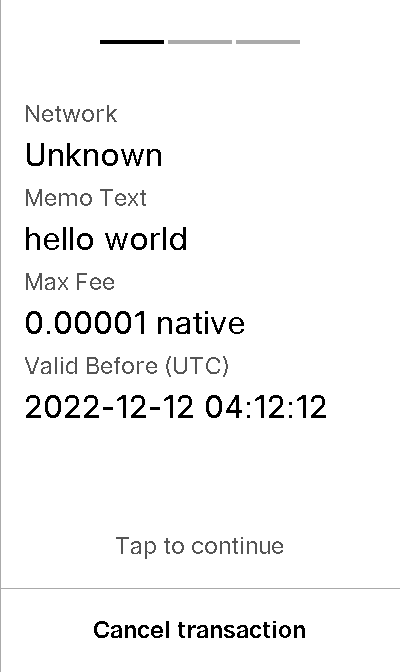 Network
Unknown
Memo Text
hello world
Max Fee
0.00001 native
Valid Before (UTC)
2022-12-12 04:12:12
Tap to continue
Cancel transaction